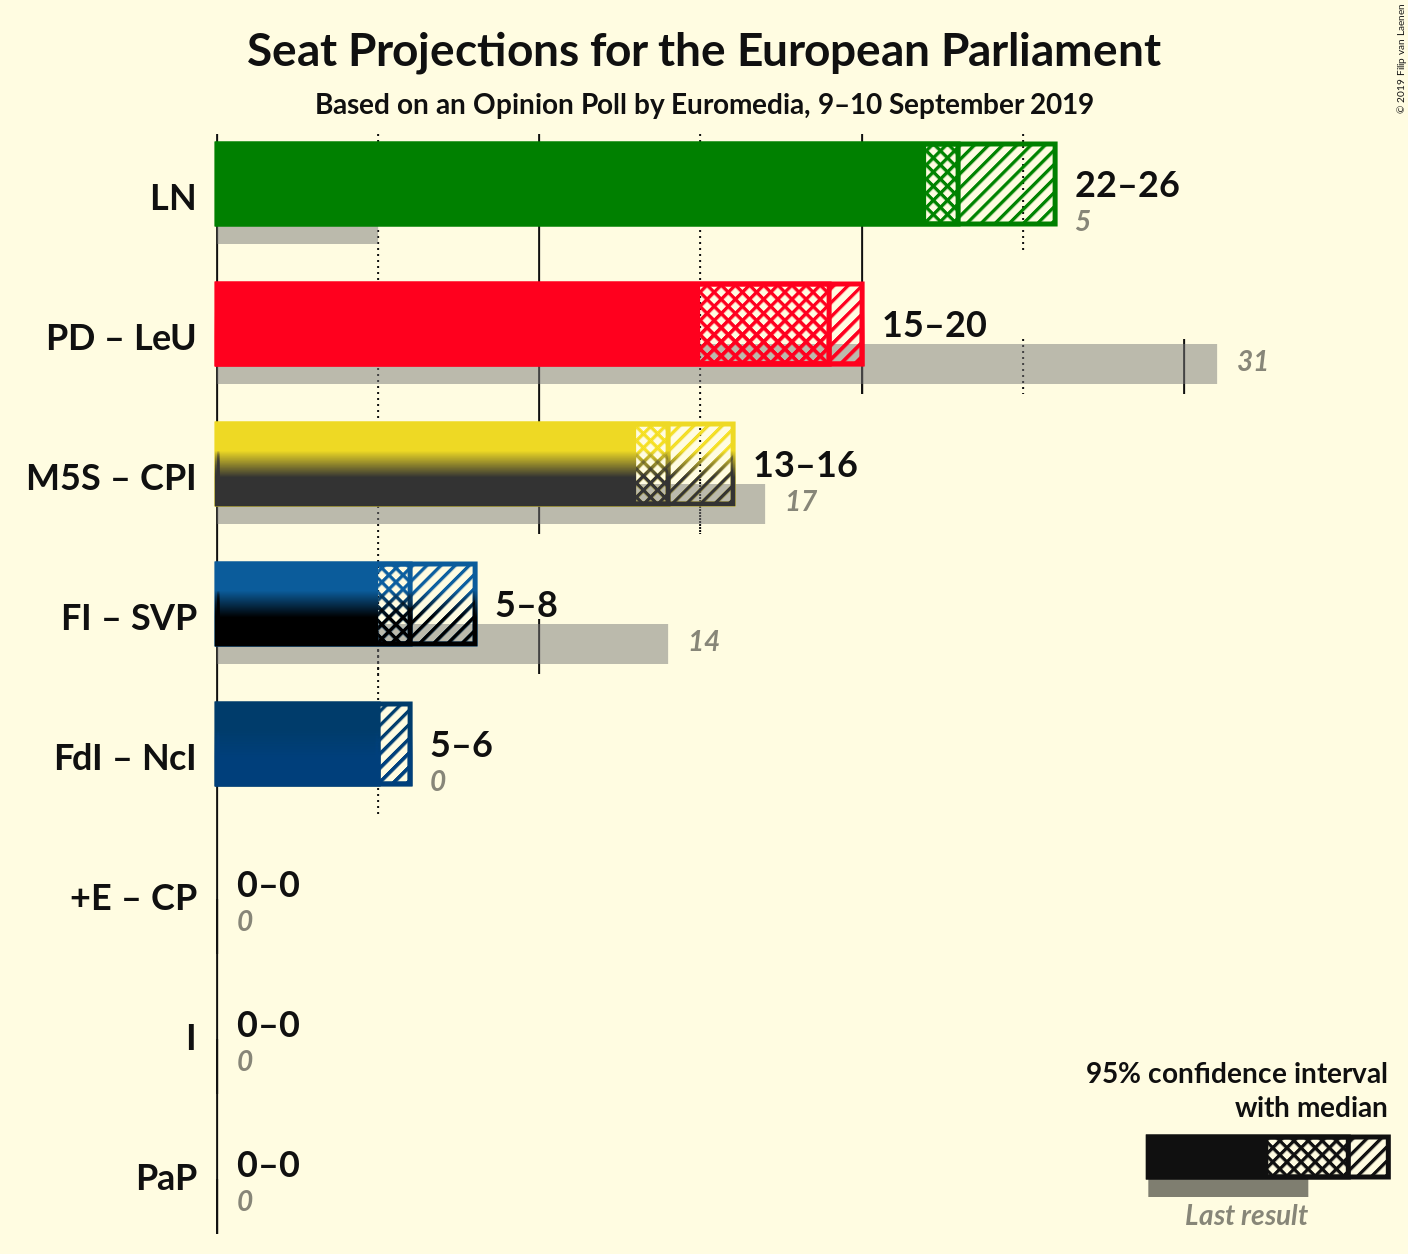 Seat Projections for the European Parliament
Based on an Opinion Poll by Euromedia, 9–10 September 2019
© 2019 Filip van Laenen
LN
22–26
5
PD – LeU
15–20
31
M5S – CPI
13–16
17
FI – SVP
5–8
14
FdI – NcI
5–6
0
+E – CP
0–0
0
I
0–0
0
PaP
0–0
0
95% confidence interval
with median
Last result